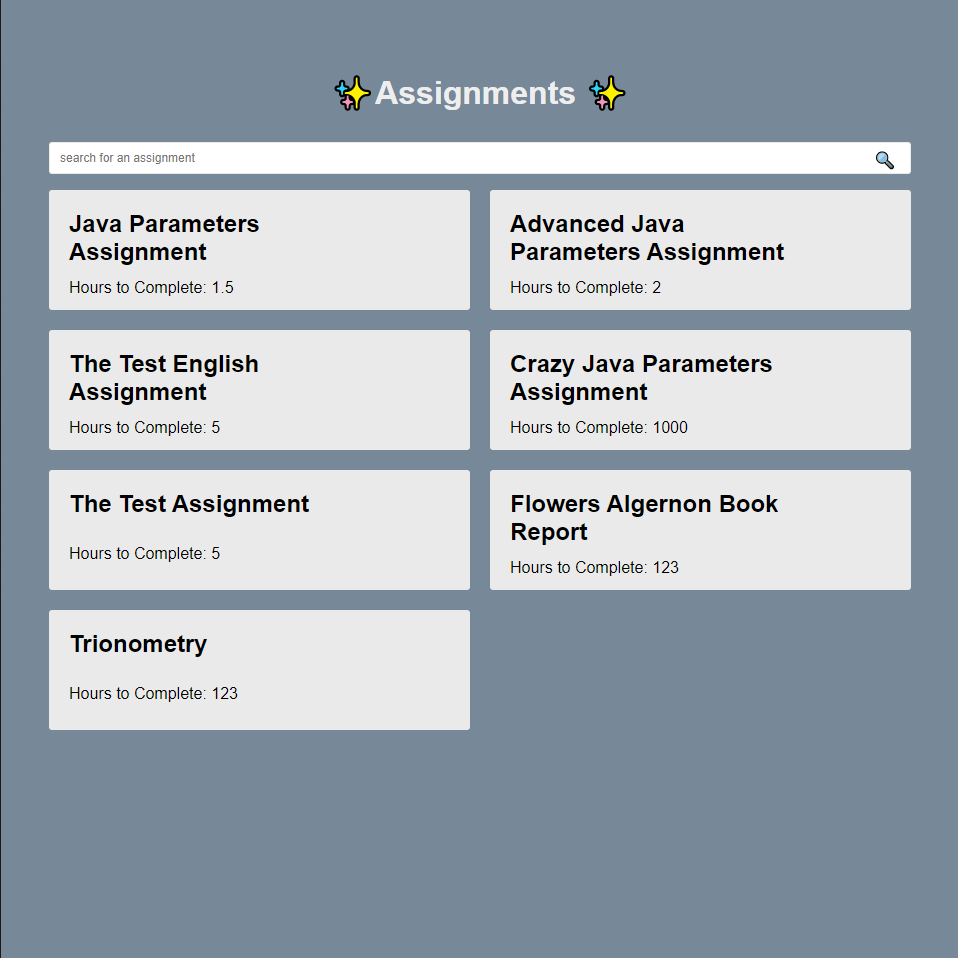 ✨Assignments ✨
search for an assignment
Java Parameters
Assignment
Hours to Complete: 1.5
Advanced Java
Parameters Assignment
Hours to Complete: 2
The Test English
Assignment
Hours to Complete: 5
Crazy Java Parameters
Assignment
Hours to Complete: 1000
The Test Assignment
Hours to Complete: 5
Flowers Algernon Book
Report
Hours to Complete: 123
Trionometry
Hours to Complete: 123